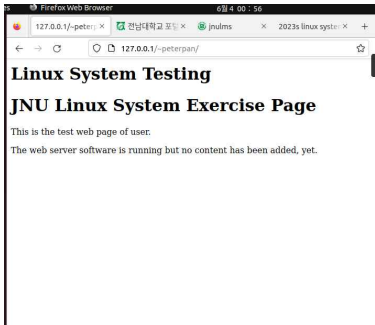 Firefox Web Browser
6월 4 00 : 56
127.0.0.1/~peterp ×
전남대학교 포털 ×
jnulms ×
2023s linux system ×
127.0.0.1/~peterpan/
Linux System Testing
JNU Linux System Exercise Page
This is the test web page of user.
The web server software is running but no content has been added, yet.